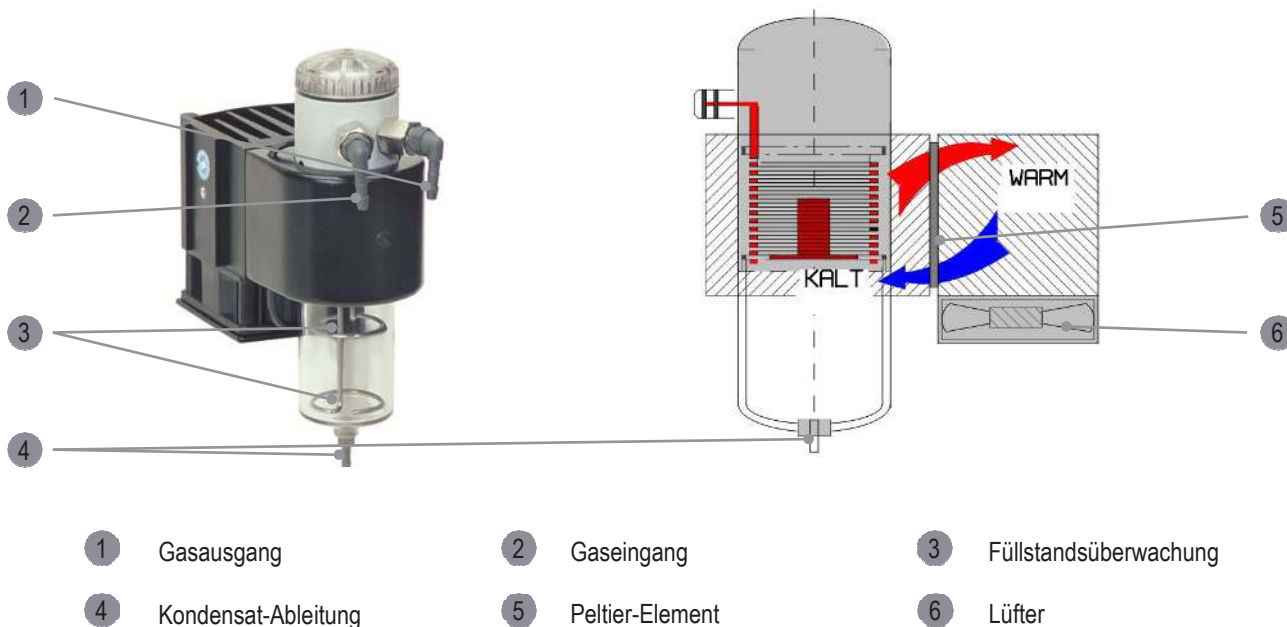 1
2
3
4
WARM
KALT
5
6
1 Gasausgang
2 Gaseingang
3 Füllstandsüberwachung
4 Kondensat-Ableitung
5 Peltier-Element
6 Lüfter